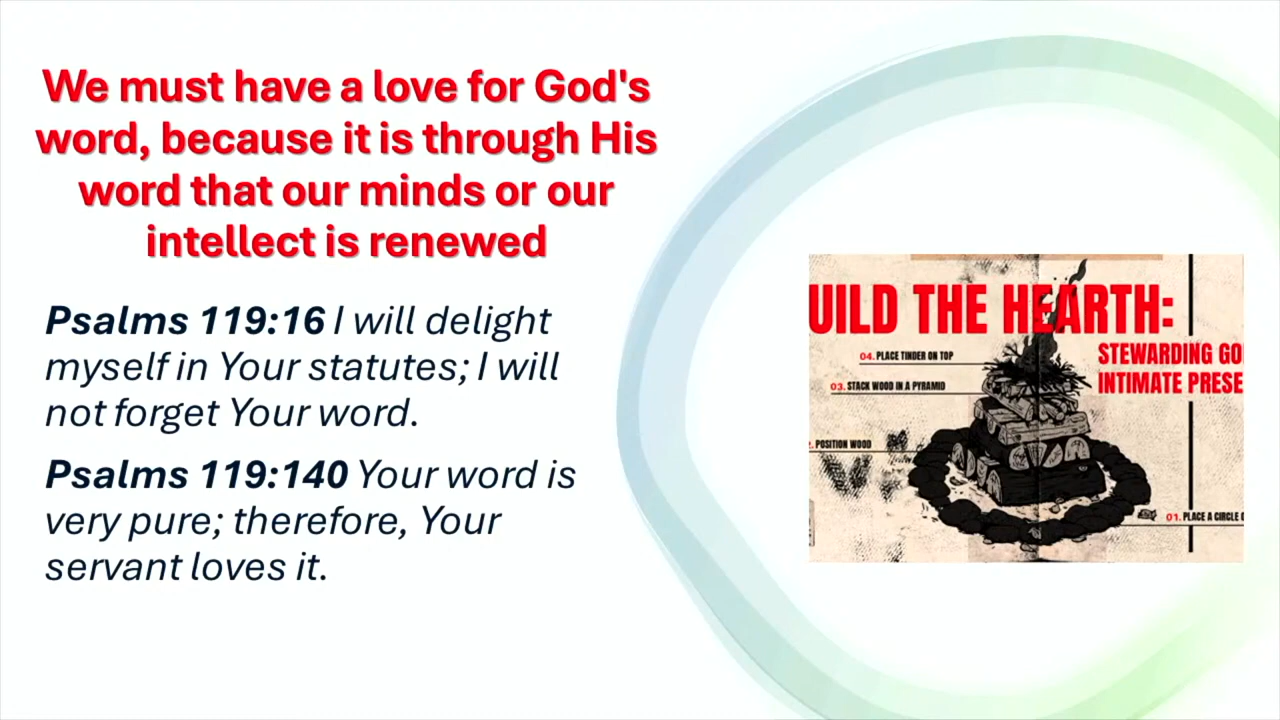 We must have a love for God's
word, because it is through His
word that our minds or our
intellect is renewed
Psalms 119:16 I will delight
myself in Your statutes; I will
not forget Your word.
Psalms 119:140 Your word is
very pure; therefore, Your
servant loves it.
UILD THE HEARTH:
STEWARDING GO
INTIMATE PRESE
04. PLACE TINDER ON TOP
03. STACK WOOD IN A PYRAMID
. POSITION WOOD
01. PLACE A CIRCLE